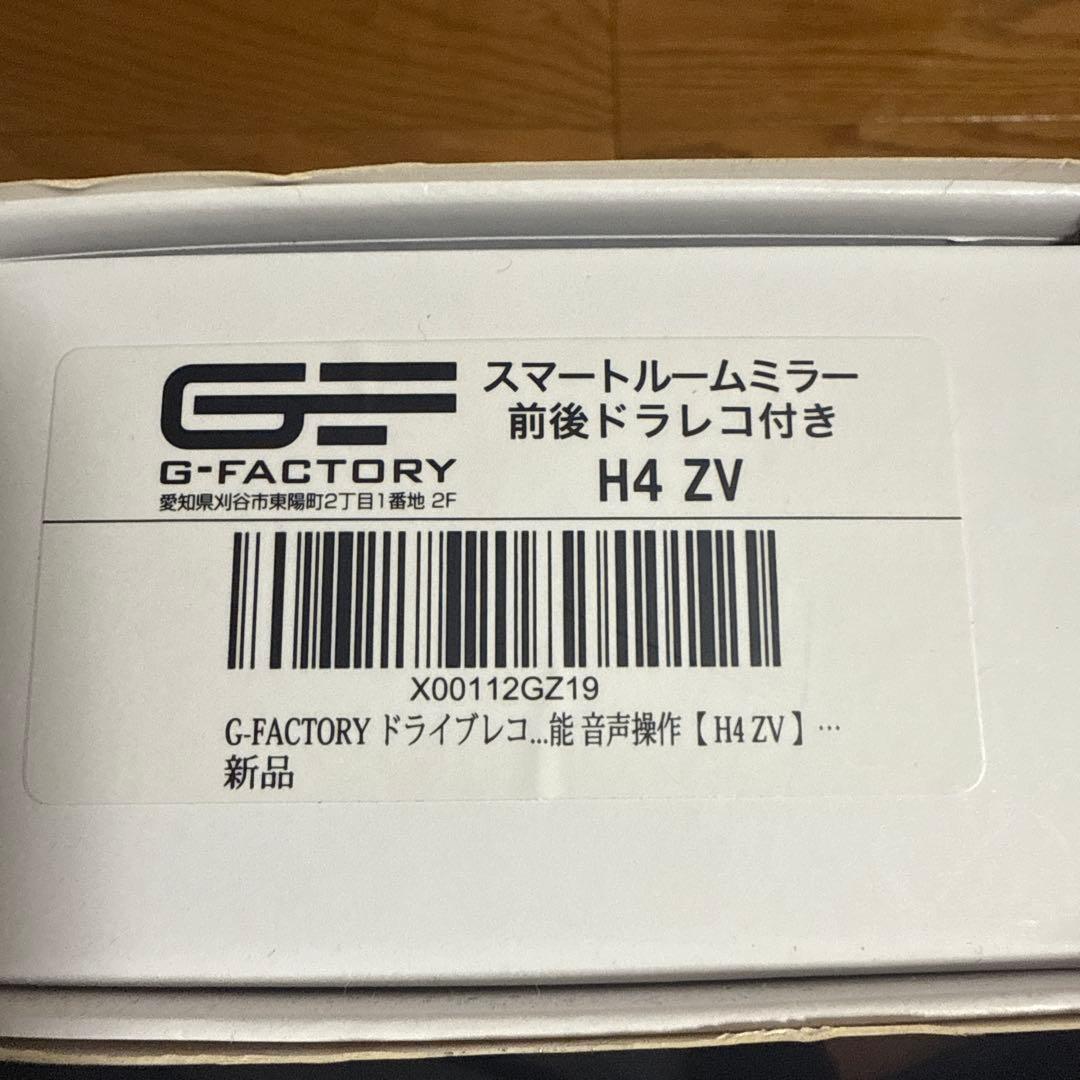 GF
G-FACTORY
愛知県刈谷市東陽町2丁目1番地 2F
スマートルームミラー
前後ドラレコ付き
H4 ZV
X00112GZ19
G-FACTORY ドライブレコ...能 音声操作【 H4 ZV 】…
新品